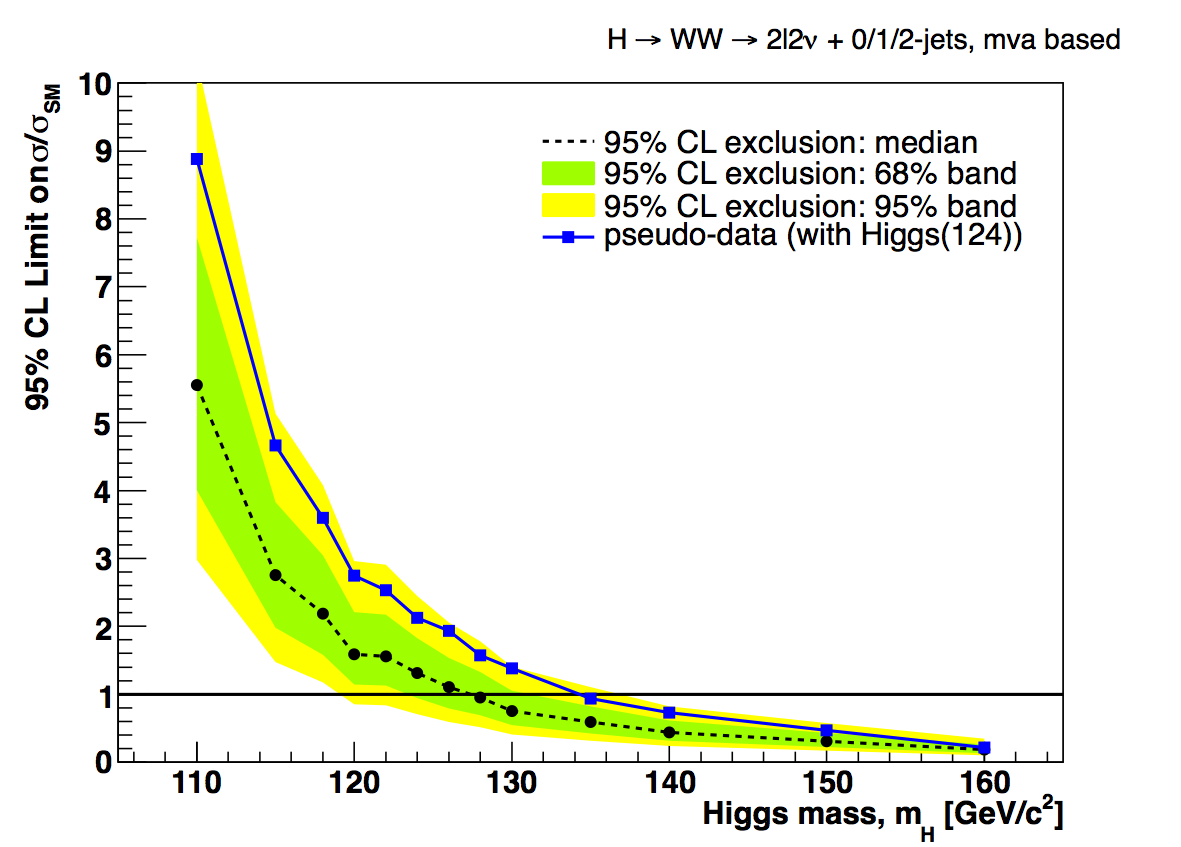 H → WW → 2l2ν + 0/1/2-jets, mva based
95% CL Limit on σ/σSM
10
9
8
7
6
5
4
3
2
1
0
95% CL exclusion: median
95% CL exclusion: 68% band
95% CL exclusion: 95% band
pseudo-data (with Higgs(124))
110 120 130 140 150 160
Higgs mass, mH [GeV/c2]